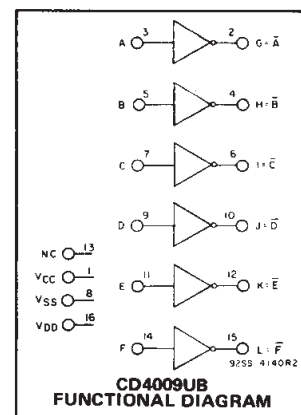 A 3 2 G=A̅
B 5 4 H=B̅
C 7 6 I=C̅
D 9 10 J=D̅
NC 13
VCC 1
E 11 12 K=E̅
VSS 8
VDD 16
F 14 15 L=F̅
92SS 4140R2
CD4009UB
FUNCTIONAL DIAGRAM